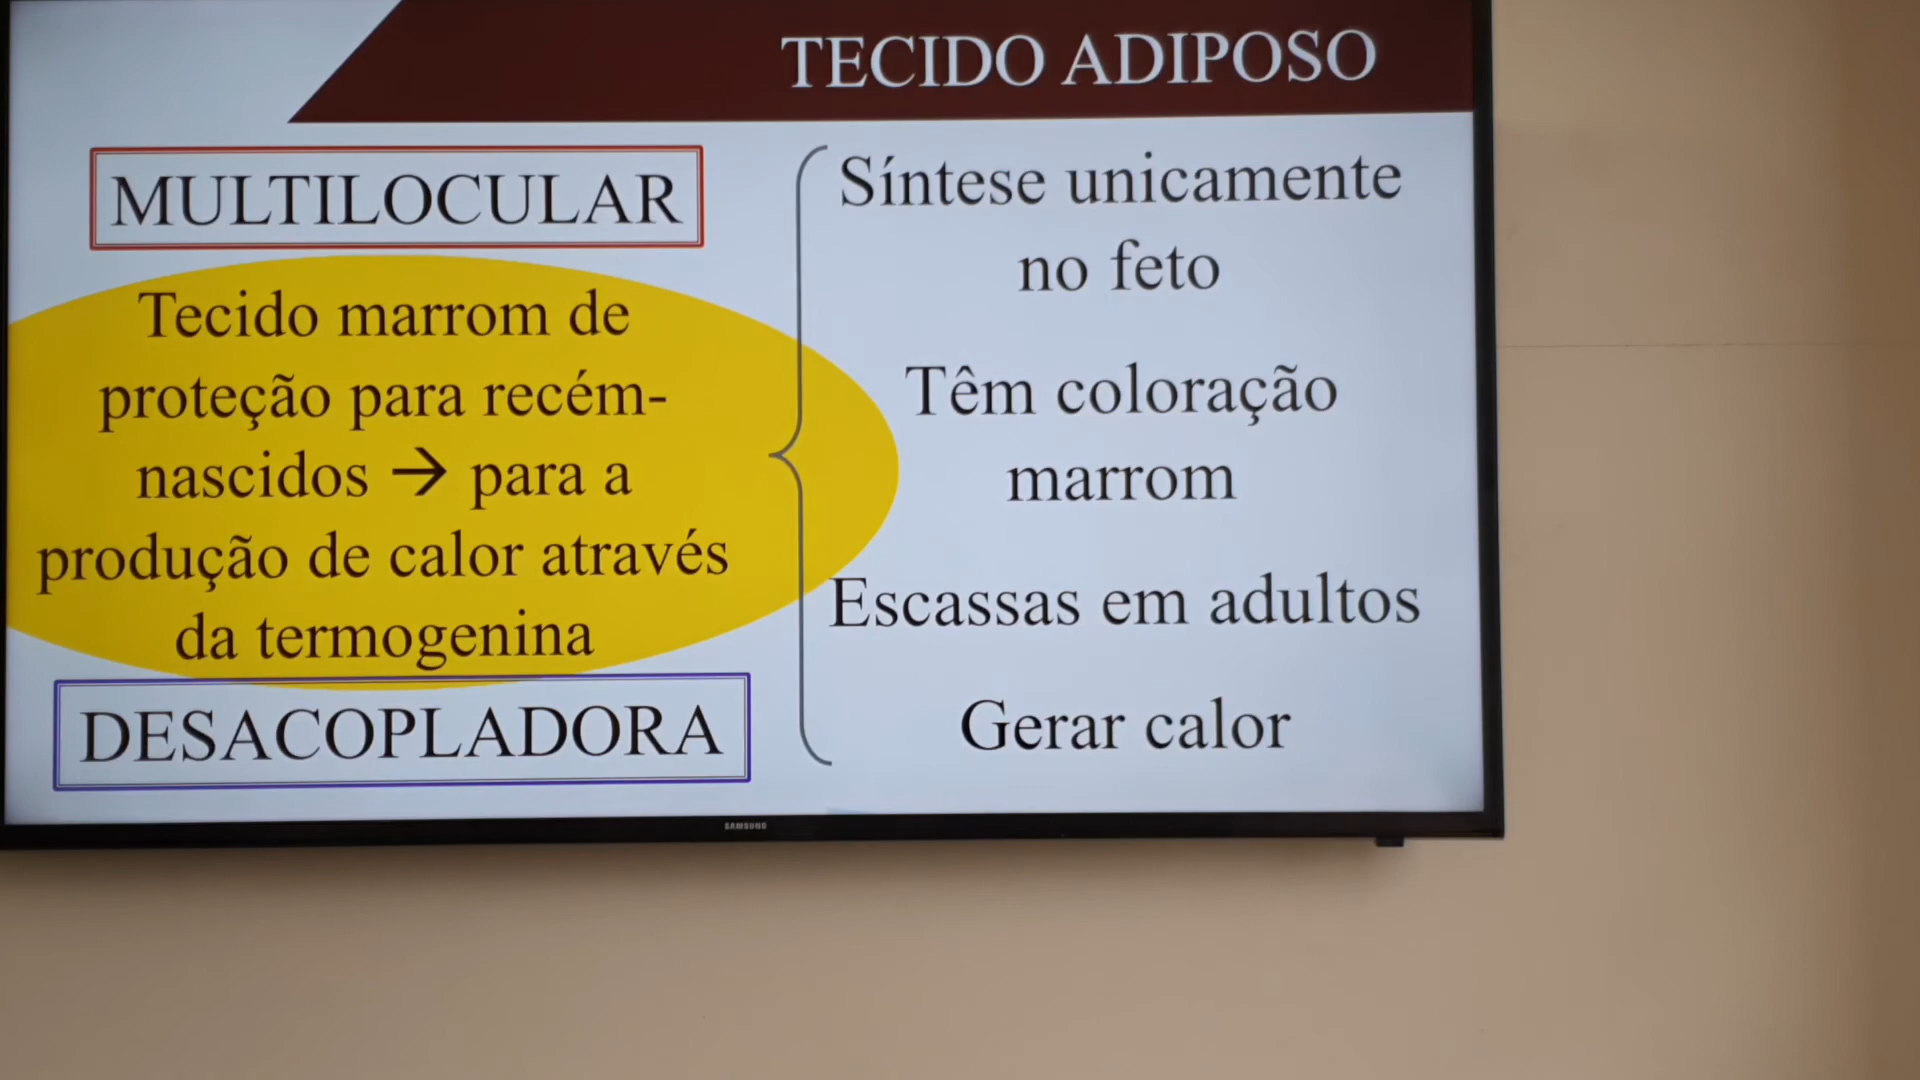 TECIDO ADIPOSO
MULTILOCULAR
Tecido marrom de
proteção para recém-
nascidos → para a
produção de calor através
da termogenina
DESACOPLADORA
Síntese unicamente
no feto
Têm coloração
marrom
Escassas em adultos
Gerar calor
SAMSUNG